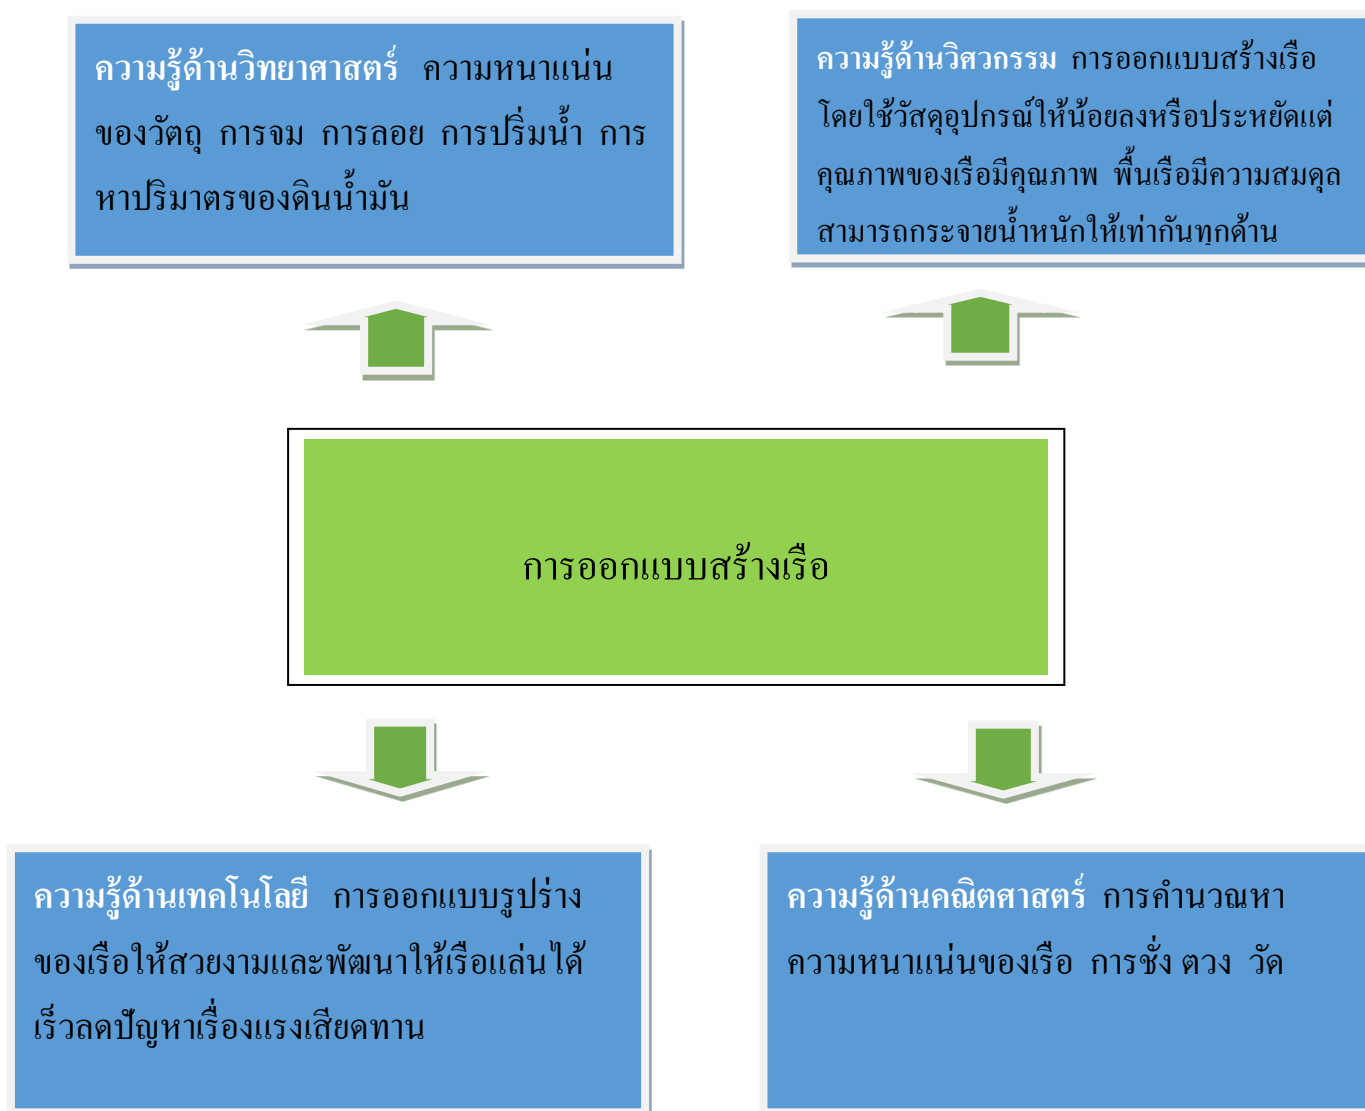 ความรู้ด้านวิทยาศาสตร์ ความหนาแน่น
ของวัตถุ การจม การลอย การปริ่มน้ำ การ
หาปริมาตรของดินน้ำมัน
ความรู้ด้านวิศวกรรม การออกแบบสร้างเรือ
โดยใช้วัสดุอุปกรณ์ให้น้อยลงหรือประหยัดแต่
คุณภาพของเรือมีคุณภาพ พื้นเรือมีความสมดุล
สามารถกระจายน้ำหนักให้เท่ากันทุกด้าน
การออกแบบสร้างเรือ
ความรู้ด้านเทคโนโลยี การออกแบบรูปร่าง
ของเรือให้สวยงามและพัฒนาให้เรือแล่นได้
เร็วลดปัญหาเรื่องแรงเสียดทาน
ความรู้ด้านคณิตศาสตร์ การคำนวณหา
ความหนาแน่นของเรือ การชั่ง ตวง วัด